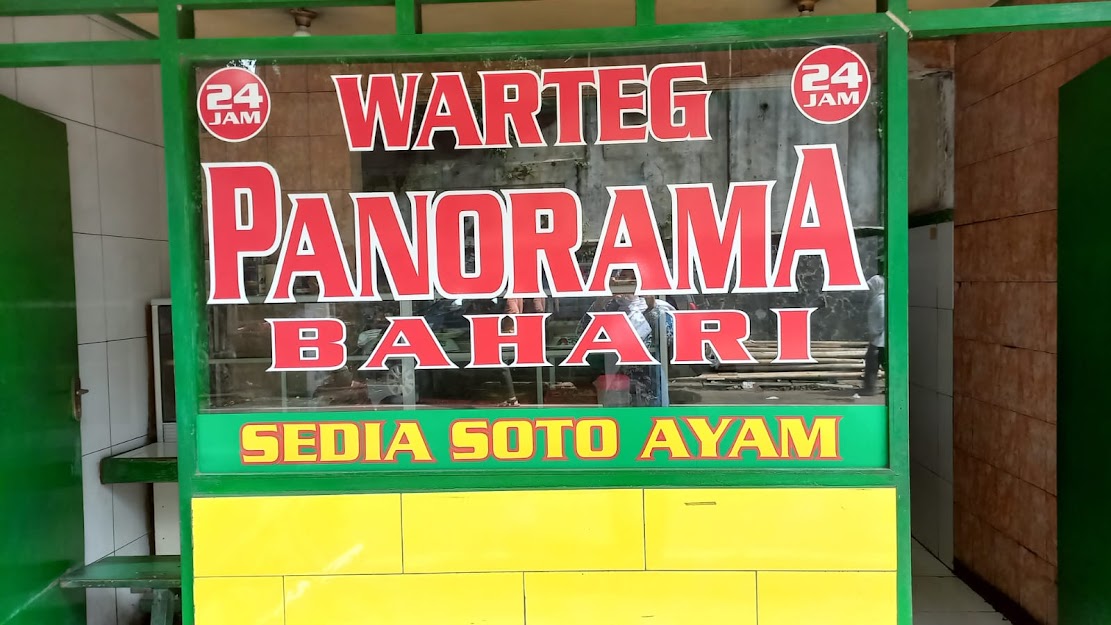 24 JAM
WARTEG
24 JAM
PANORAMA
BAHARI
SEDIA SOTO AYAM